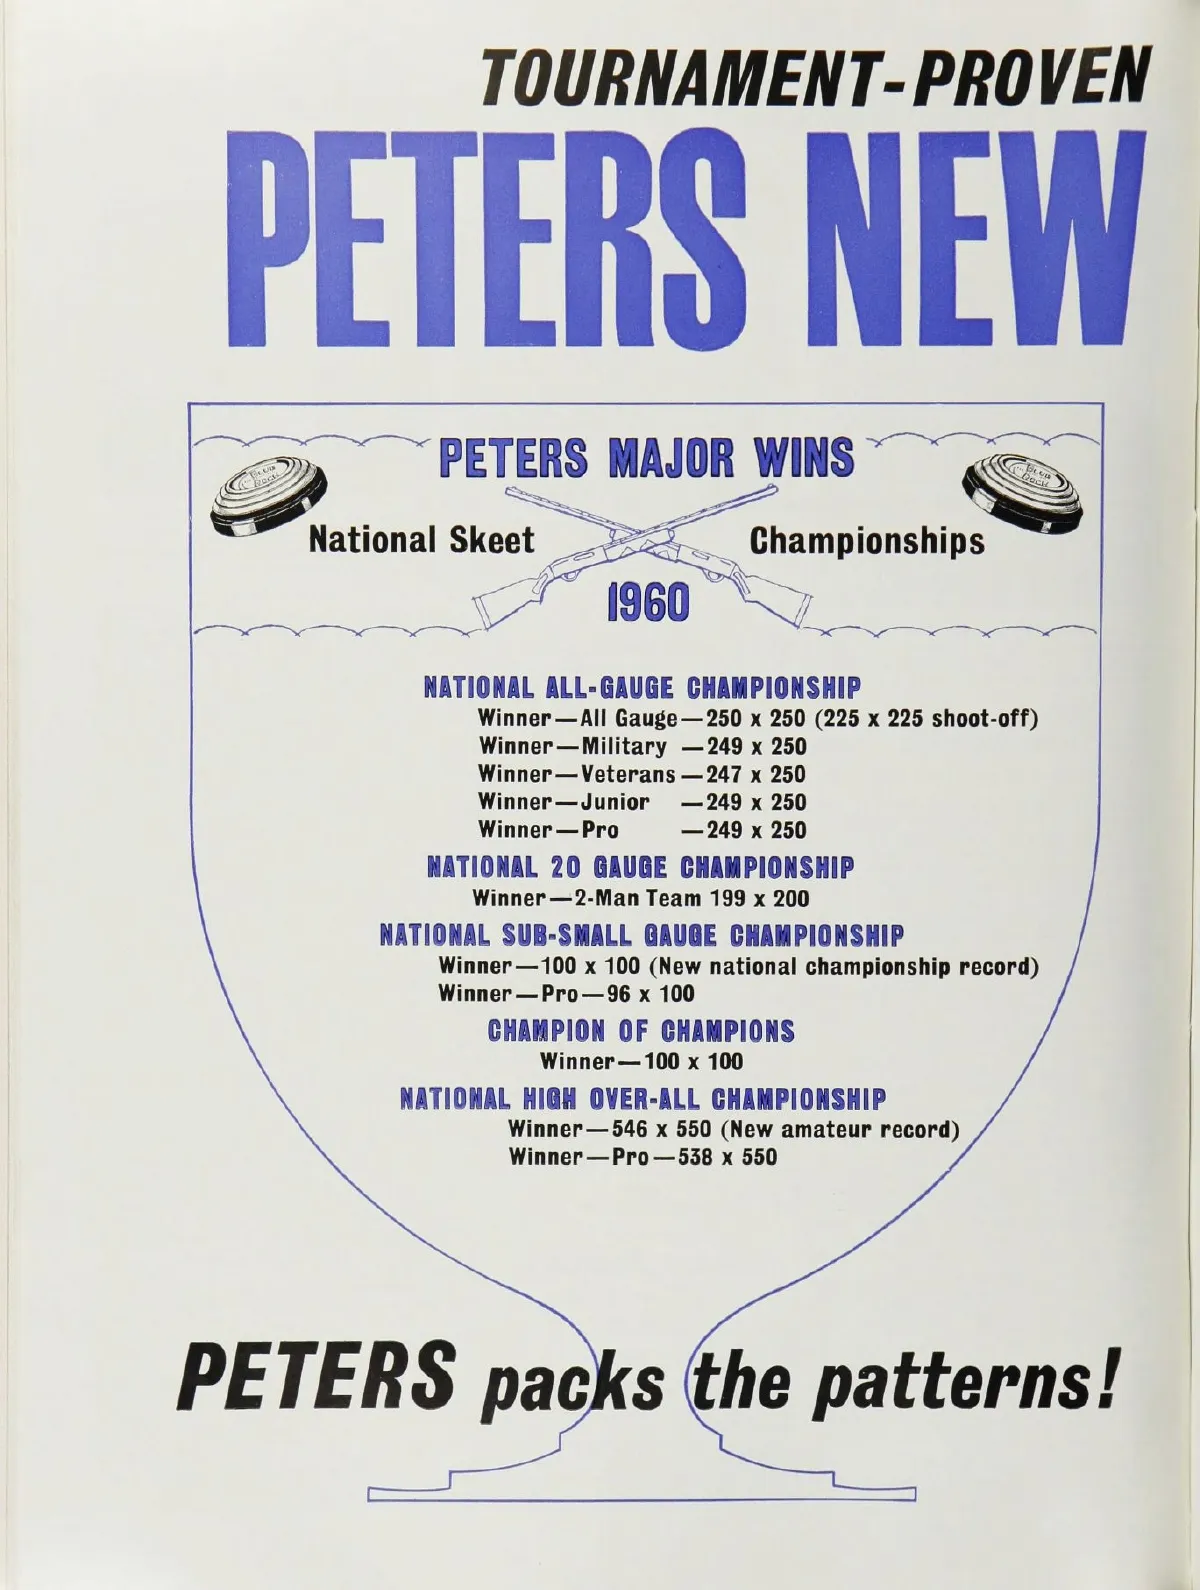 TOURNAMENT-PROVEN
PETERS NEW
PETERS MAJOR WINS
BLUE
ROCK
BLUE
ROCK
National Skeet Championships
1960
NATIONAL ALL-GAUGE CHAMPIONSHIP
Winner—All Gauge—250 x 250 (225 x 225 shoot-off)
Winner—Military —249 x 250
Winner—Veterans—247 x 250
Winner—Junior —249 x 250
Winner—Pro —249 x 250
NATIONAL 20 GAUGE CHAMPIONSHIP
Winner—2-Man Team 199 x 200
NATIONAL SUB-SMALL GAUGE CHAMPIONSHIP
Winner—100 x 100 (New national championship record)
Winner—Pro—96 x 100
CHAMPION OF CHAMPIONS
Winner—100 x 100
NATIONAL HIGH OVER-ALL CHAMPIONSHIP
Winner—546 x 550 (New amateur record)
Winner—Pro—538 x 550
PETERS packs the patterns!